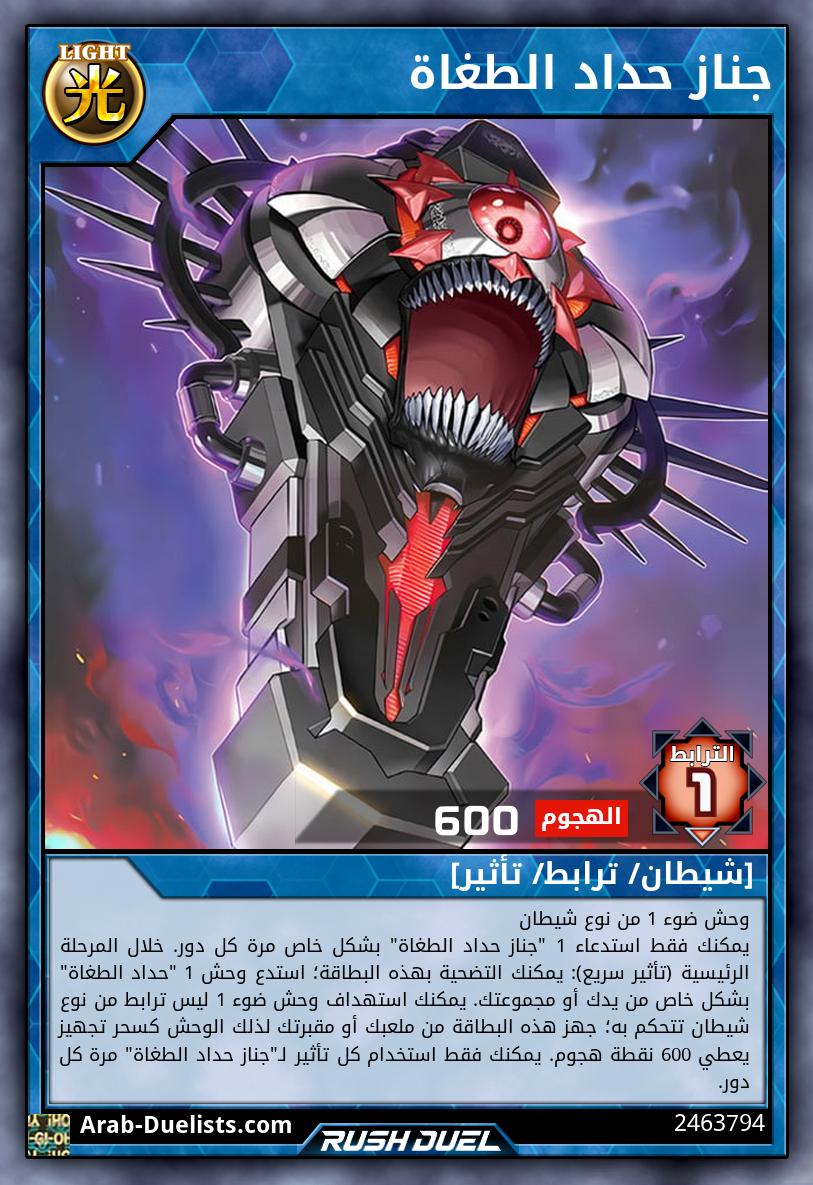 LIGHT
光
جناز حداد الطغاة
الترابط
1
الهجوم 600
[شيطان/ ترابط/ تأثير]
وحش ضوء 1 من نوع شيطان
يمكنك فقط استدعاء 1 "جناز حداد الطغاة" بشكل خاص مرة كل دور. خلال المرحلة
الرئيسية (تأثير سريع): يمكنك التضحية بهذه البطاقة؛ استدع وحش 1 "حداد الطغاة"
بشكل خاص من يدك أو مجموعتك. يمكنك استهداف وحش ضوء 1 ليس ترابط من نوع
شيطان تتحكم به؛ جهز هذه البطاقة من ملعبك أو مقبرتك لذلك الوحش كسحر تجهيز
يعطي 600 نقطة هجوم. يمكنك فقط استخدام كل تأثير لـ"جناز حداد الطغاة" مرة كل
دور.
Arab-Duelists.com
RUSH DUEL
2463794